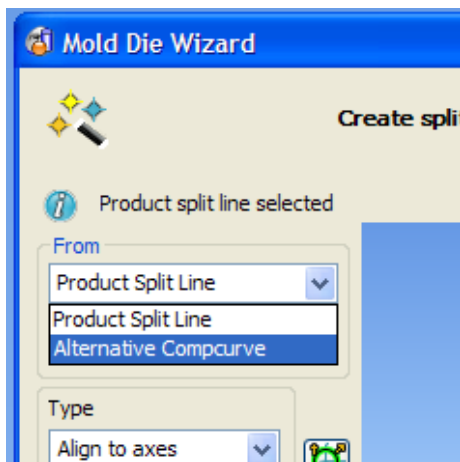 Mold Die Wizard
Create spli
Product split line selected
From
Product Split Line
Product Split Line
Alternative Compcurve
Type
Align to axes